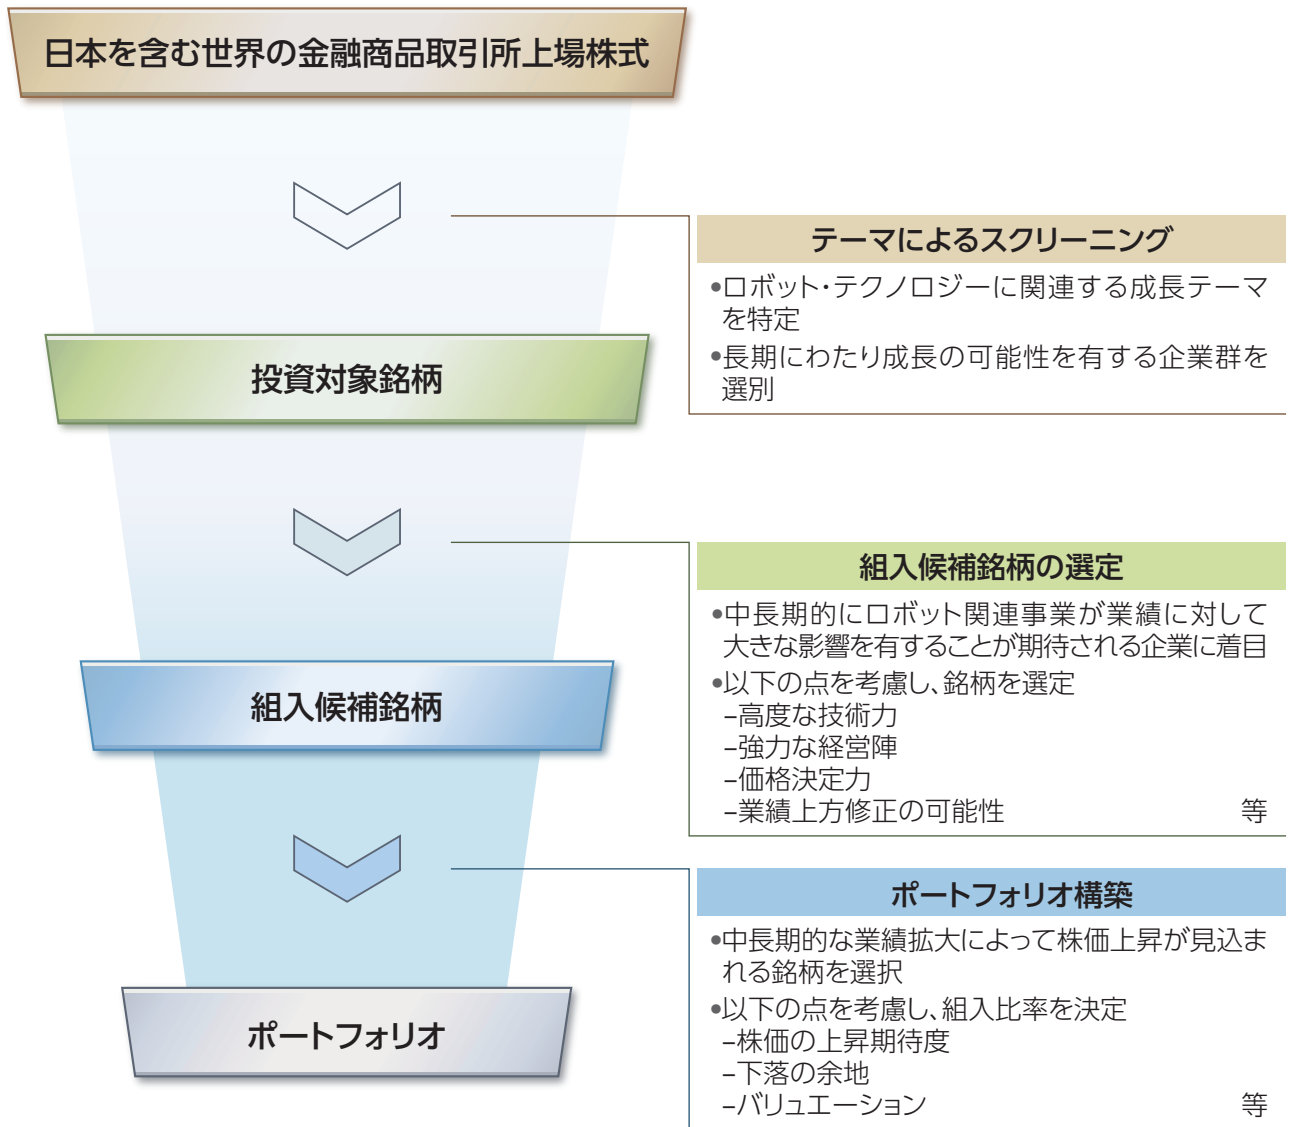 日本を含む世界の金融商品取引所上場株式
テーマによるスクリーニング
•ロボット・テクノロジーに関連する成長テーマ
を特定
•長期にわたり成長の可能性を有する企業群を
選別
投資対象銘柄
組入候補銘柄の選定
•中長期的にロボット関連事業が業績に対して
大きな影響を有することが期待される企業に着目
•以下の点を考慮し、銘柄を選定
–高度な技術力
–強力な経営陣
–価格決定力
–業績上方修正の可能性 等
組入候補銘柄
ポートフォリオ構築
•中長期的な業績拡大によって株価上昇が見込ま
れる銘柄を選択
•以下の点を考慮し、組入比率を決定
–株価の上昇期待度
–下落の余地
–バリュエーション 等
ポートフォリオ